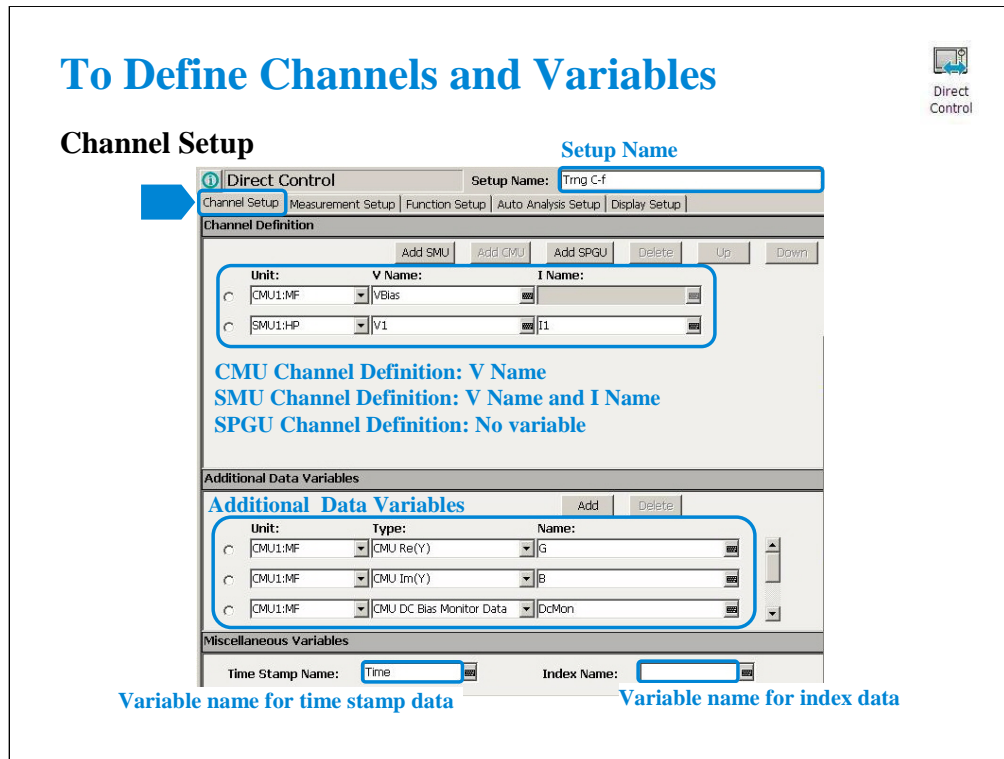 To Define Channels and Variables
Direct
Control
Channel Setup
Setup Name
Direct Control Setup Name: Trng C-f
Channel Setup Measurement Setup Function Setup Auto Analysis Setup Display Setup
Channel Definition
Add SMU Add CMU Add SPGU Delete Up Down
Unit: V Name: I Name:
CMU1:MF VBias
SMU1:HP V1 I1
CMU Channel Definition: V Name
SMU Channel Definition: V Name and I Name
SPGU Channel Definition: No variable
Additional Data Variables
Additional Data Variables Add Delete
Unit: Type: Name:
CMU1:MF CMU Re(Y) G
CMU1:MF CMU Im(Y) B
CMU1:MF CMU DC Bias Monitor Data DcMon
Miscellaneous Variables
Time Stamp Name: Time Index Name:
Variable name for time stamp data Variable name for index data